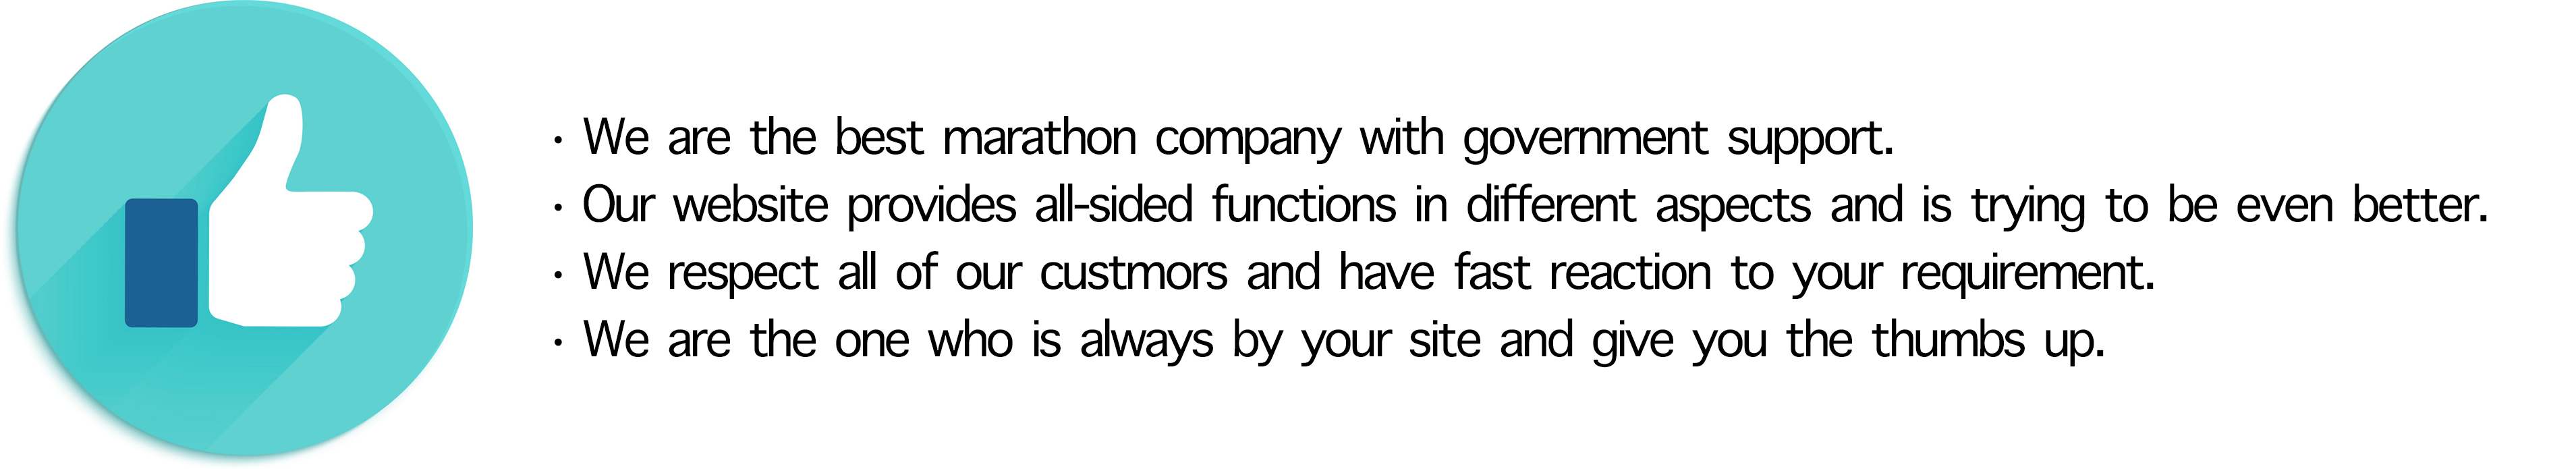 · We are the best marathon company with government support.
· Our website provides all-sided functions in different aspects and is trying to be even better.
· We respect all of our custmors and have fast reaction to your requirement.
· We are the one who is always by your site and give you the thumbs up.